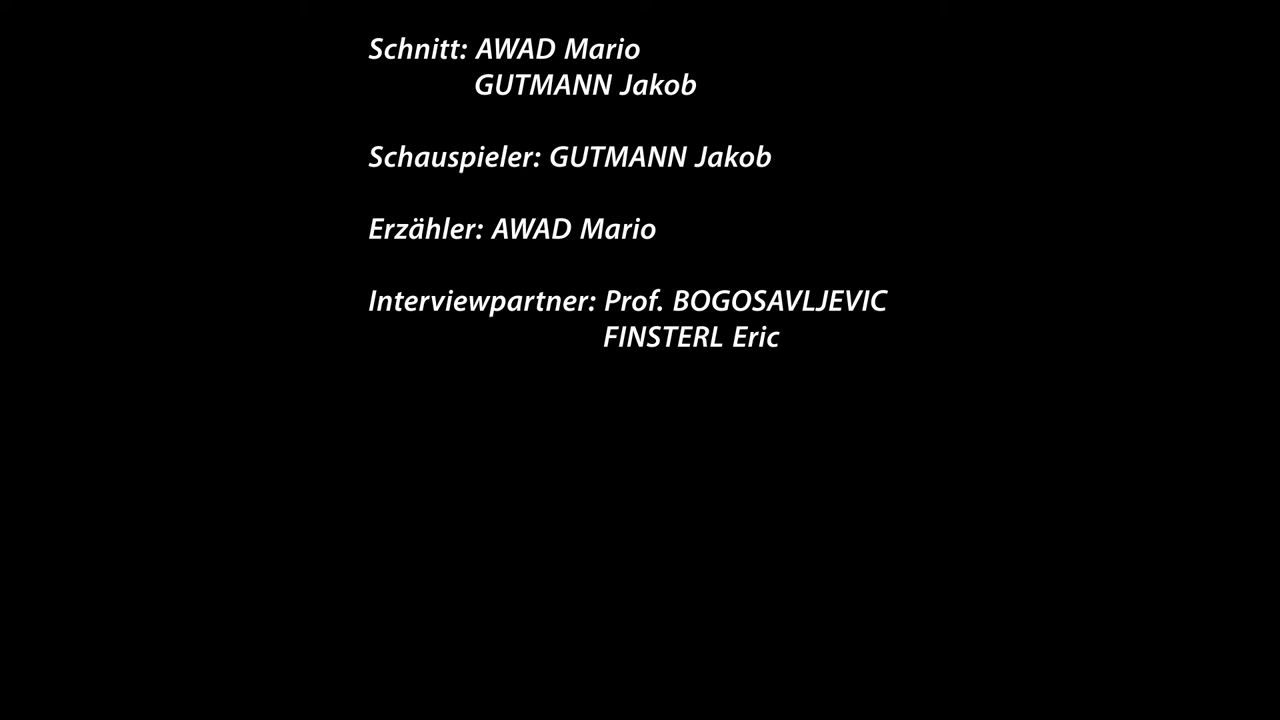 Schnitt: AWAD Mario
GUTMANN Jakob
Schauspieler: GUTMANN Jakob
Erzähler: AWAD Mario
Interviewpartner: Prof. BOGOSAVLJEVIC
FINSTERL Eric